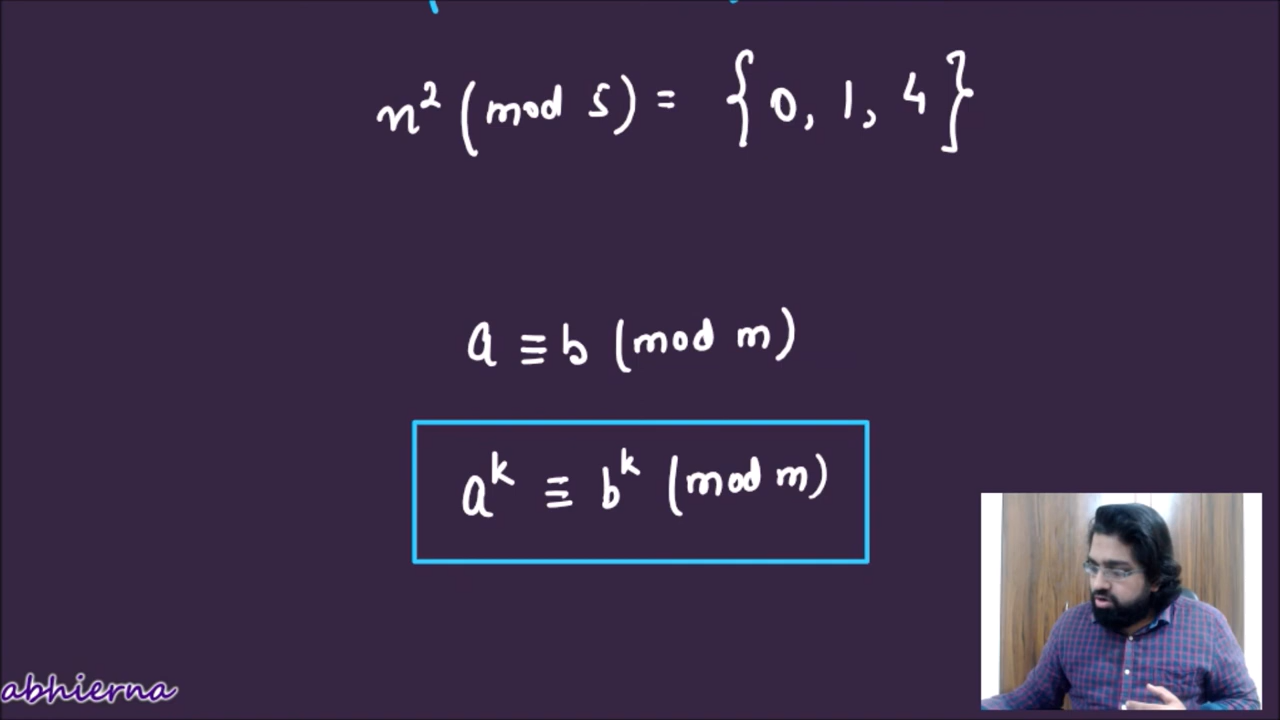 n² (mod 5) = {0, 1, 4}
a ≡ b (mod m)
aᵏ ≡ bᵏ (mod m)
abhierna